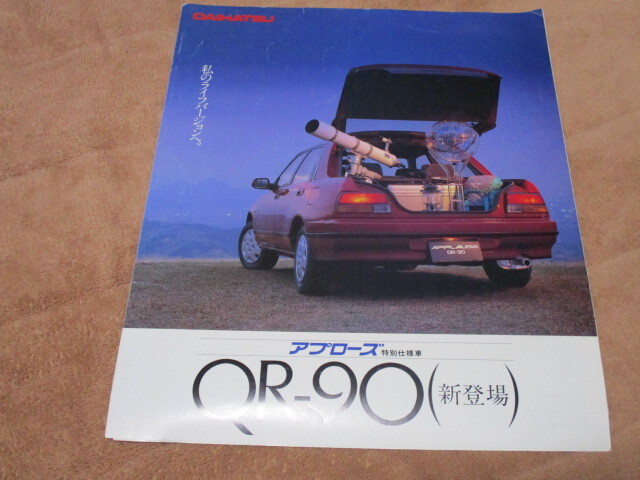 DAIHATSU
私のライフバージョンへ。
APPLAUSE
QR-90
アプローズ 特別仕様車
QR-90(新登場)